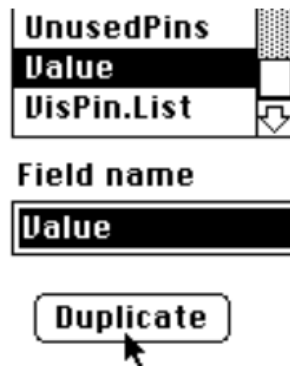 UnusedPins
Value
VisPin.List
Field name
Value
Duplicate